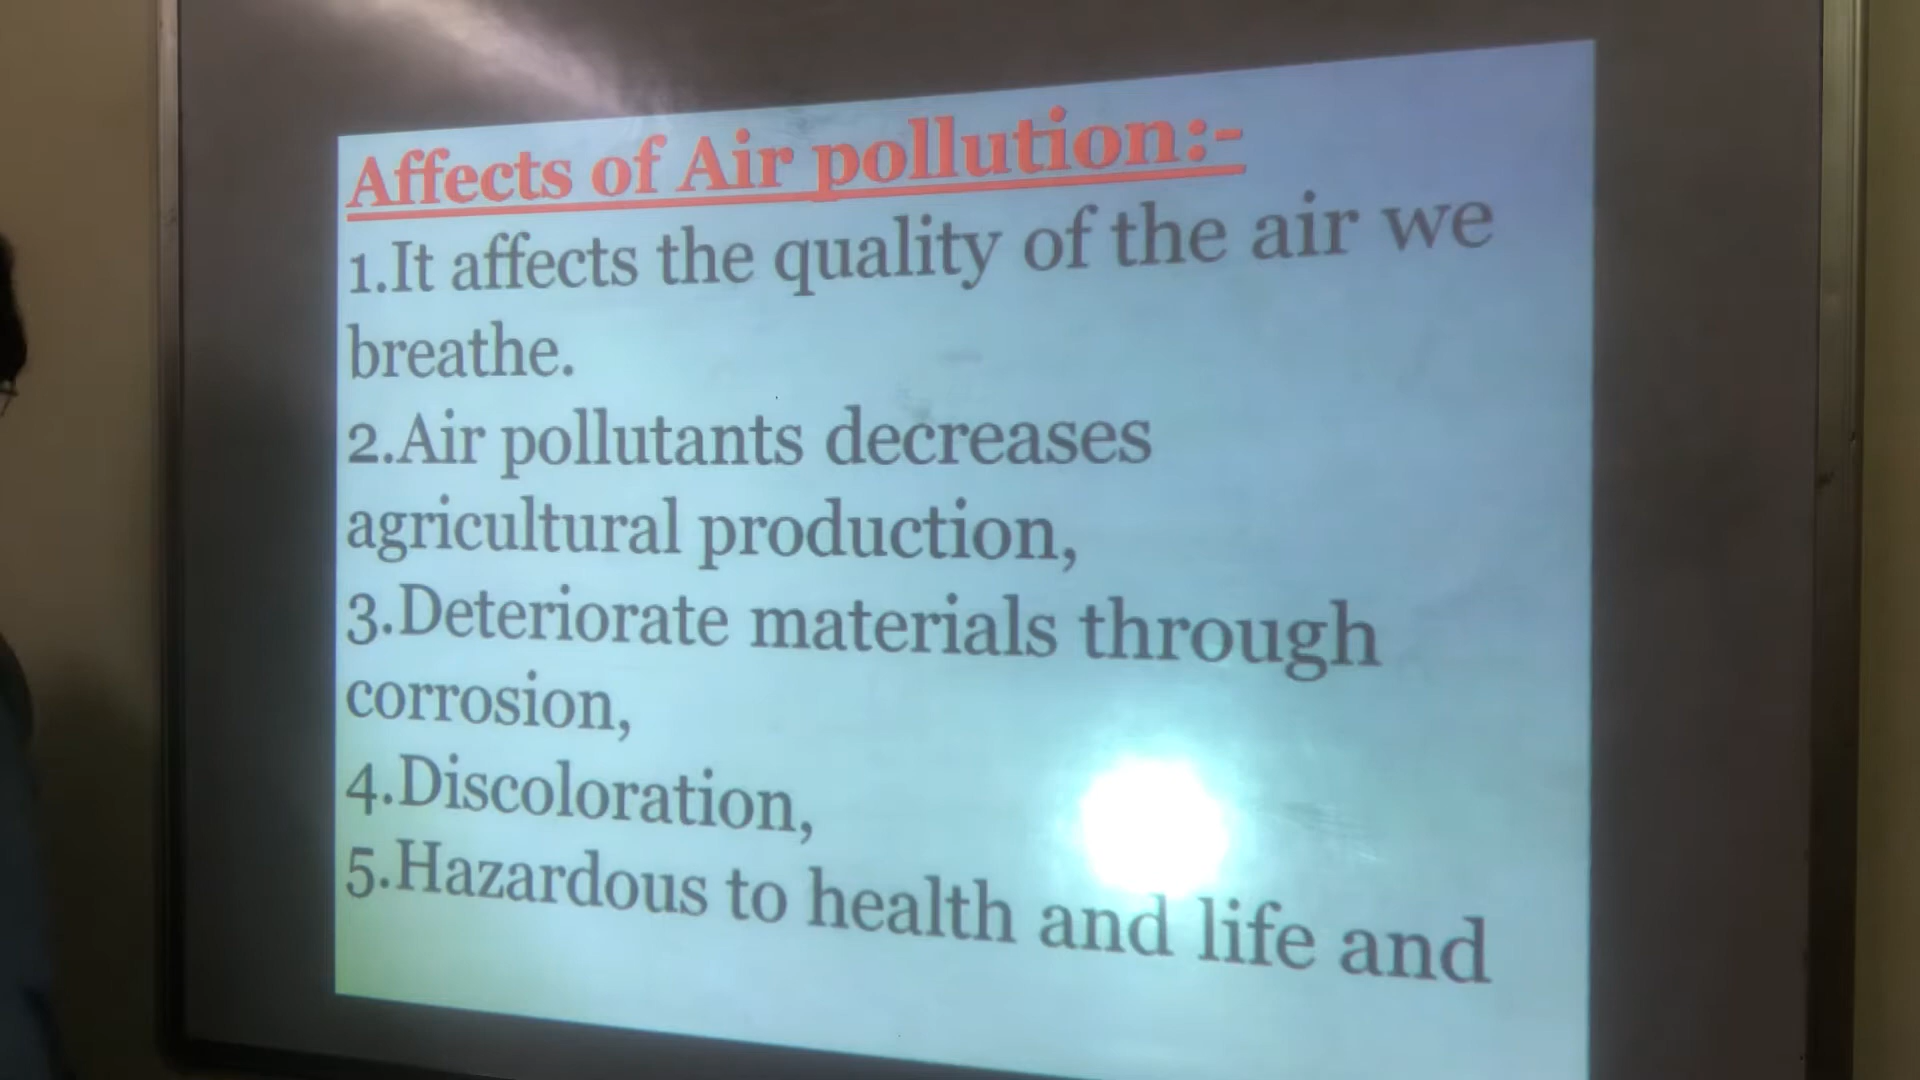 Affects of Air pollution:-
1.It affects the quality of the air we
breathe.
2.Air pollutants decreases
agricultural production,
3.Deteriorate materials through
corrosion,
4.Discoloration,
5.Hazardous to health and life and